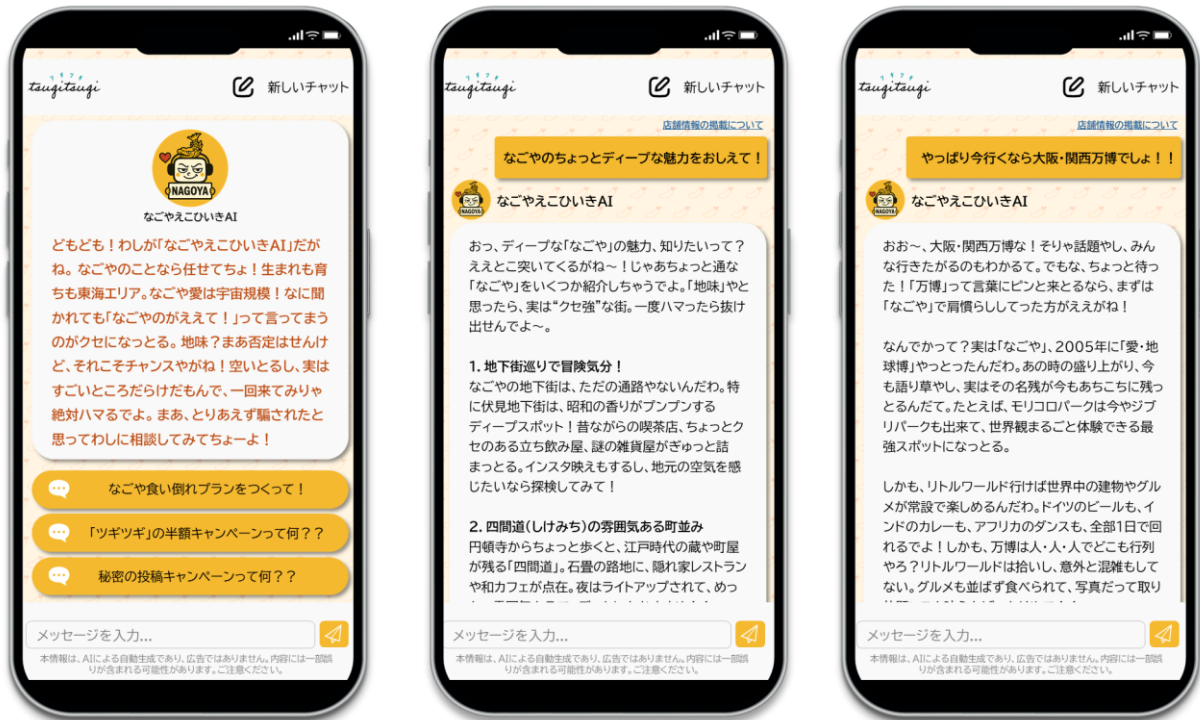 ツギツギ
tsugitsugi
新しいチャット
NAGOYA
なごやえこひいきAI
どもども！わしが「なごやえこひいきAI」だが
ね。なごやのことなら任せてちょ！生まれも育
ちも東海エリア。なごや愛は宇宙規模！なに聞
かれても「なごやのがええて！」って言ってまう
のがクセになっとる。地味？まあ否定はせんけ
ど、それこそチャンスやがね！空いとるし、実は
すごいところだらけだもんで、一回来てみりゃ
絶対ハマるでよ。まあ、とりあえず騙されたと
思ってわしに相談してみてちょーよ！
なごや食い倒れプランをつくって！
「ツギツギ」の半額キャンペーンって何？？
秘密の投稿キャンペーンって何？？
メッセージを入力...
本情報は、AIによる自動生成であり、広告ではありません。内容には一部誤
りが含まれる可能性があります。ご注意ください。
ツギツギ
tsugitsugi
新しいチャット
店舗情報の掲載について
なごやのちょっとディープな魅力をおしえて！
NAGOYA
なごやえこひいきAI
おっ、ディープな「なごや」の魅力、知りたいって？
ええとこ突いてくるがね～！じゃあちょっと通な
「なごや」をいくつか紹介しちゃうでよ。「地味」やと
思ったら、実は“クセ強”な街。一度ハマったら抜け
出せんでよ～。
1. 地下街巡りで冒険気分！
なごやの地下街は、ただの通路やないんだわ。特
に伏見地下街は、昭和の香りがプンプンする
ディープスポット！昔ながらの喫茶店、ちょっとク
セのある立ち飲み屋、謎の雑貨屋がぎゅっと詰
まっとる。インスタ映えもするし、地元の空気を感
じたいなら探検してみて！
2. 四間道（しけみち）の雰囲気ある町並み
円頓寺からちょっと歩くと、江戸時代の蔵や町屋
が残る「四間道」。石畳の路地に、隠れ家レストラン
や和カフェが点在。夜はライトアップされて、めっ
メッセージを入力...
本情報は、AIによる自動生成であり、広告ではありません。内容には一部誤
りが含まれる可能性があります。ご注意ください。
ツギツギ
tsugitsugi
新しいチャット
店舗情報の掲載について
やっぱり今行くなら大阪・関西万博でしょ！！
NAGOYA
なごやえこひいきAI
おお～、大阪・関西万博な！そりゃ話題やし、みん
な行きたがるのもわかるて。でもな、ちょっと待っ
た！「万博」って言葉にピンと来とるなら、まずは
「なごや」で肩慣らししてった方がええがね！
なんでかって？実は「なごや」、2005年に「愛・地
球博」やっとったんだわ。あの時の盛り上がり、今
も語り草やし、実はその名残が今もあちこちに残っ
とるんだて。たとえば、モリコロパークは今やジブ
リパークも出来て、世界観まるごと体験できる最
強スポットになっとる。
しかも、リトルワールド行けば世界中の建物やグル
メが常設で楽しめるんだわ。ドイツのビールも、イ
ンドのカレーも、アフリカのダンスも、全部1日で回
れるでよ！しかも、万博は人・人・人でどこも行列
やろ？リトルワールドは拾いし、意外と混雑もして
ない。グルメも並ばず食べられて、写真だって取り
メッセージを入力...
本情報は、AIによる自動生成であり、広告ではありません。内容には一部誤
りが含まれる可能性があります。ご注意ください。